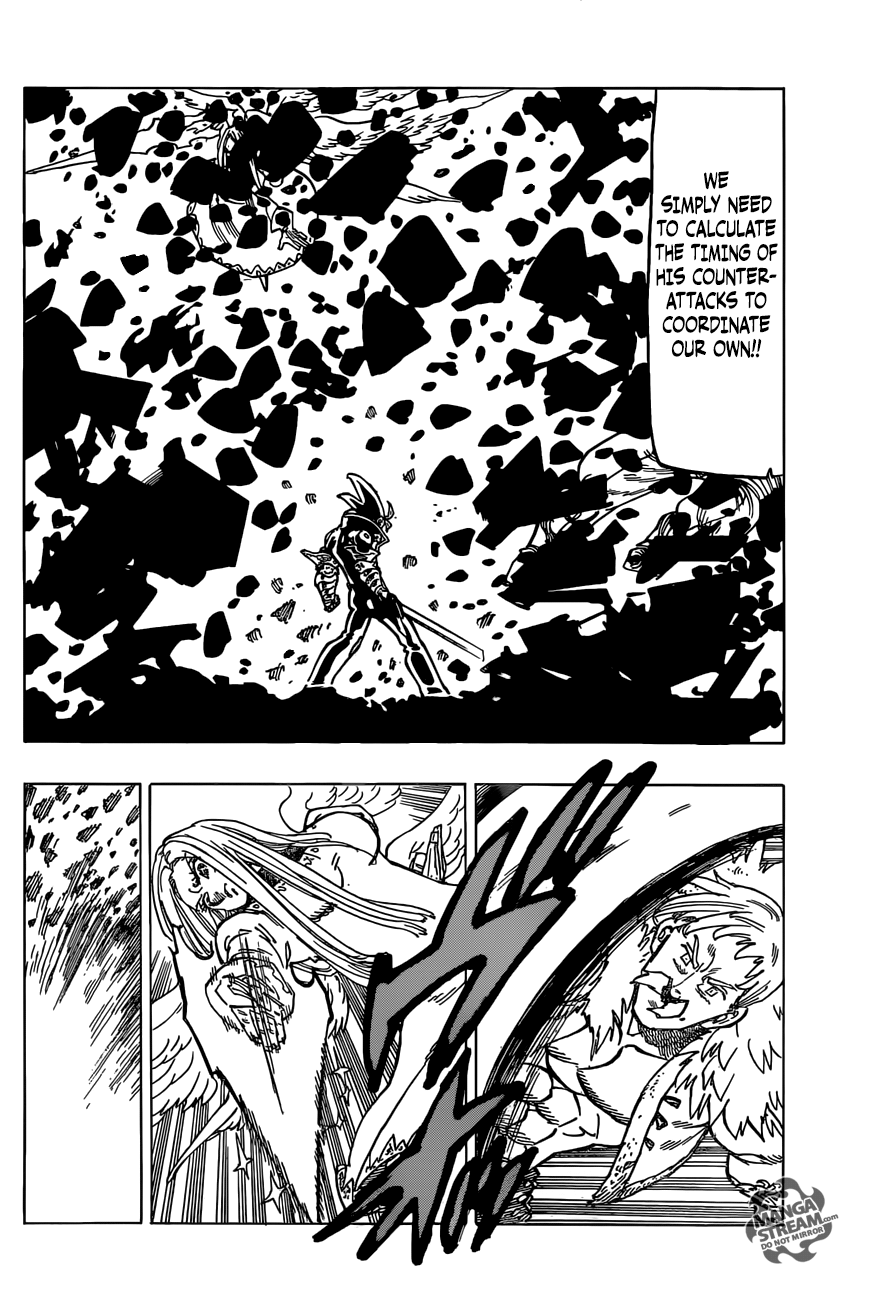 WE
SIMPLY NEED
TO CALCULATE
THE TIMING OF
HIS COUNTER-
ATTACKS TO
COORDINATE
OUR OWN!!
MANGA
STREAM.com
DO NOT MIRROR